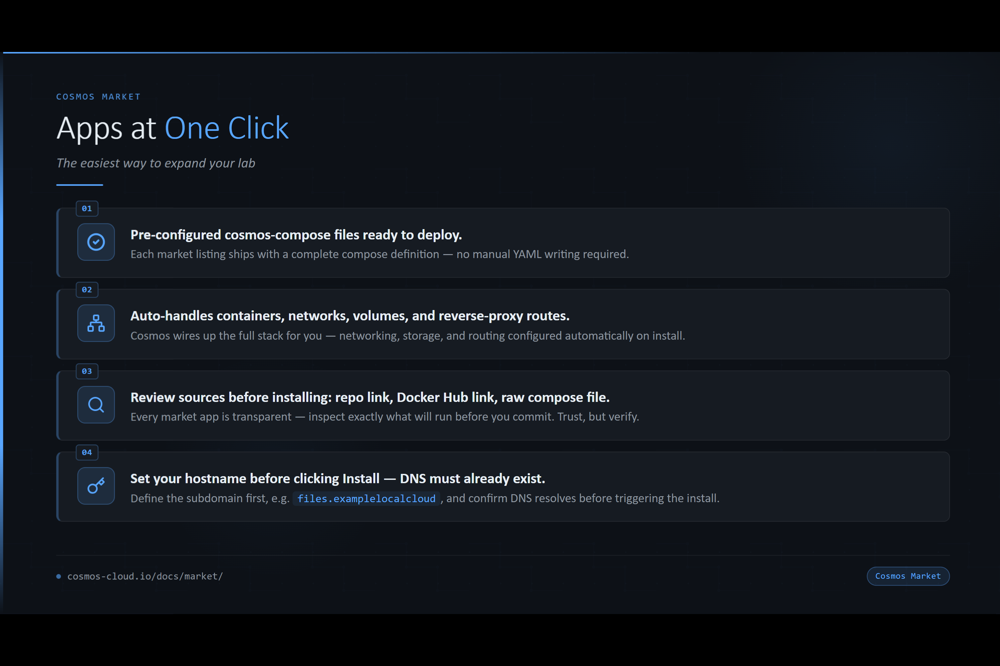 COSMOS MARKET
Apps at One Click
The easiest way to expand your lab
01
Pre-configured cosmos-compose files ready to deploy.
Each market listing ships with a complete compose definition — no manual YAML writing required.
02
Auto-handles containers, networks, volumes, and reverse-proxy routes.
Cosmos wires up the full stack for you — networking, storage, and routing configured automatically on install.
03
Review sources before installing: repo link, Docker Hub link, raw compose file.
Every market app is transparent — inspect exactly what will run before you commit. Trust, but verify.
04
Set your hostname before clicking Install — DNS must already exist.
Define the subdomain first, e.g. files.examplelocalcloud, and confirm DNS resolves before triggering the install.
cosmos-cloud.io/docs/market/
Cosmos Market